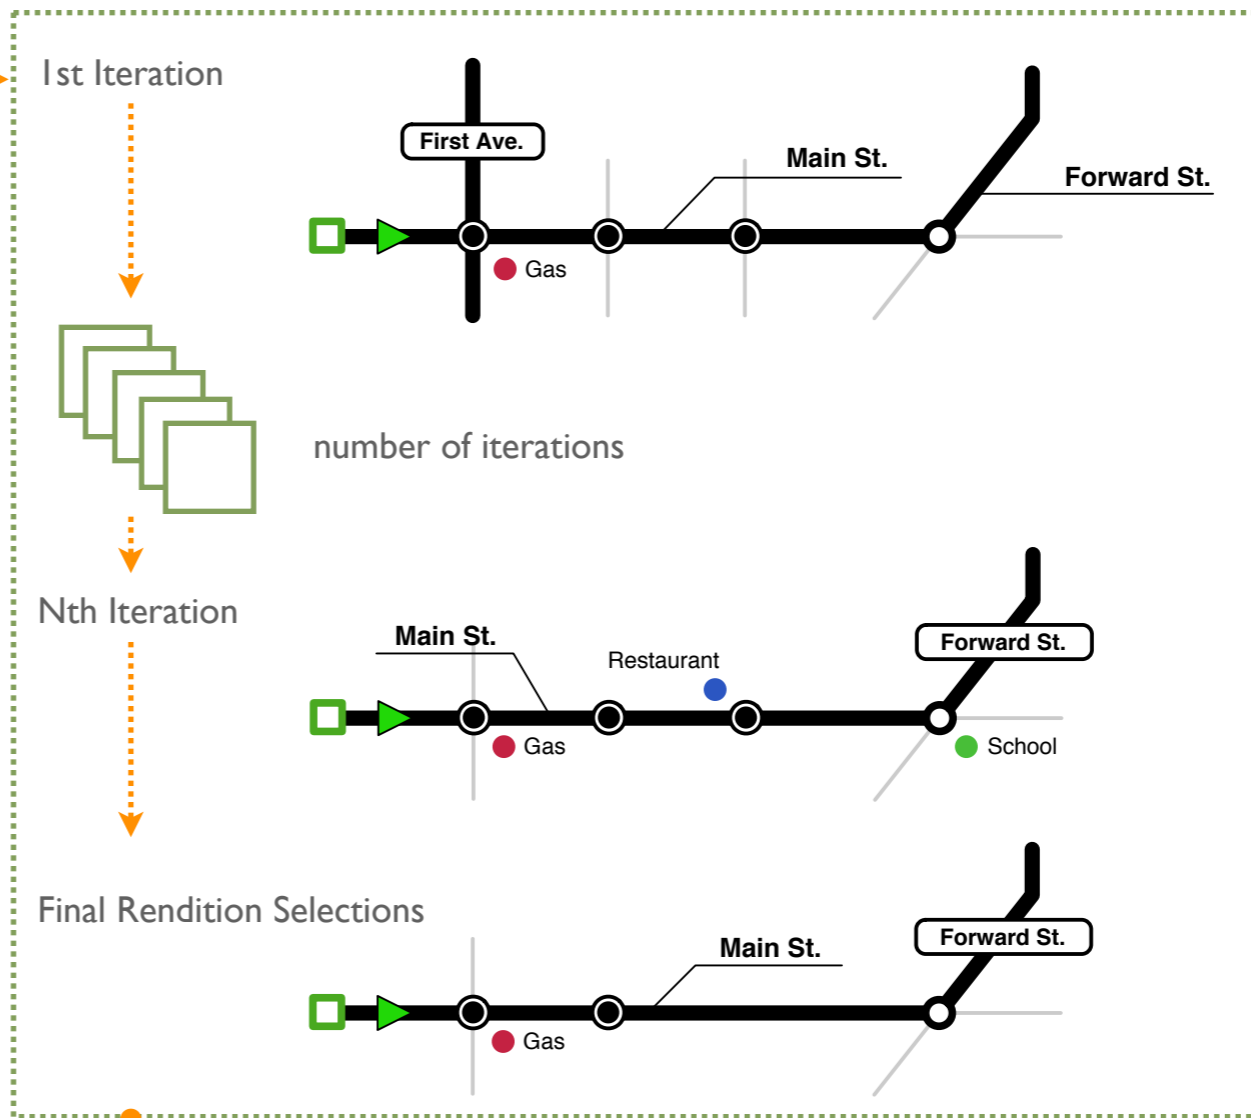 1st Iteration
First Ave.
Main St.
Forward St.
Gas
number of iterations
Nth Iteration
Main St.
Restaurant
Forward St.
Gas
School
Final Rendition Selections
Main St.
Forward St.
Gas